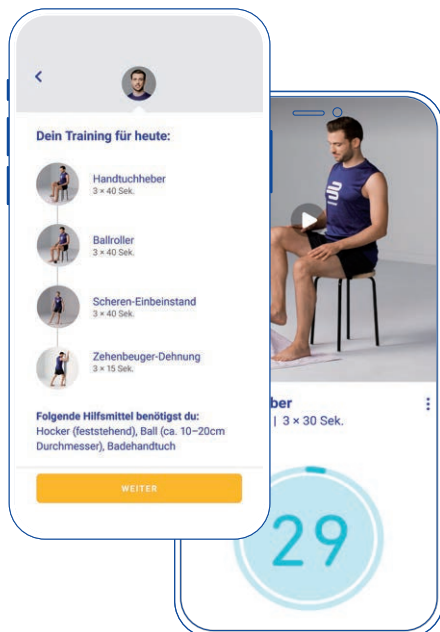 Dein Training für heute:
Handtuchheber
3 × 40 Sek.
Ballroller
3 × 40 Sek.
Scheren-Einbeinstand
3 × 40 Sek.
Zehenbeuger-Dehnung
3 × 15 Sek.
Folgende Hilfsmittel benötigst du:
Hocker (feststehend), Ball (ca. 10–20cm
Durchmesser), Badehandtuch
WEITER
ber
| 3 × 30 Sek.
29